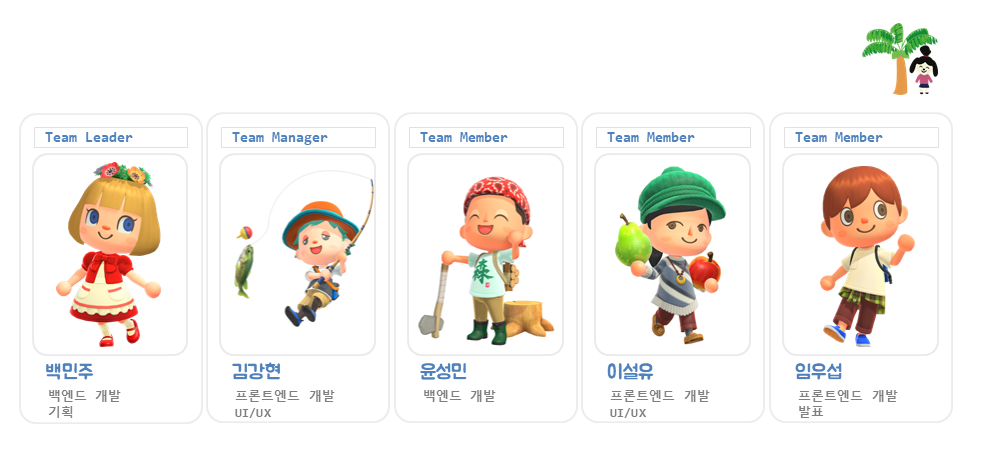 Team Leader
Team Manager
Team Member
Team Member
Team Member
백민주
백엔드 개발
기획
김강현
프론트엔드 개발
UI/UX
윤성민
백엔드 개발
이설유
프론트엔드 개발
UI/UX
임우섭
프론트엔드 개발
발표